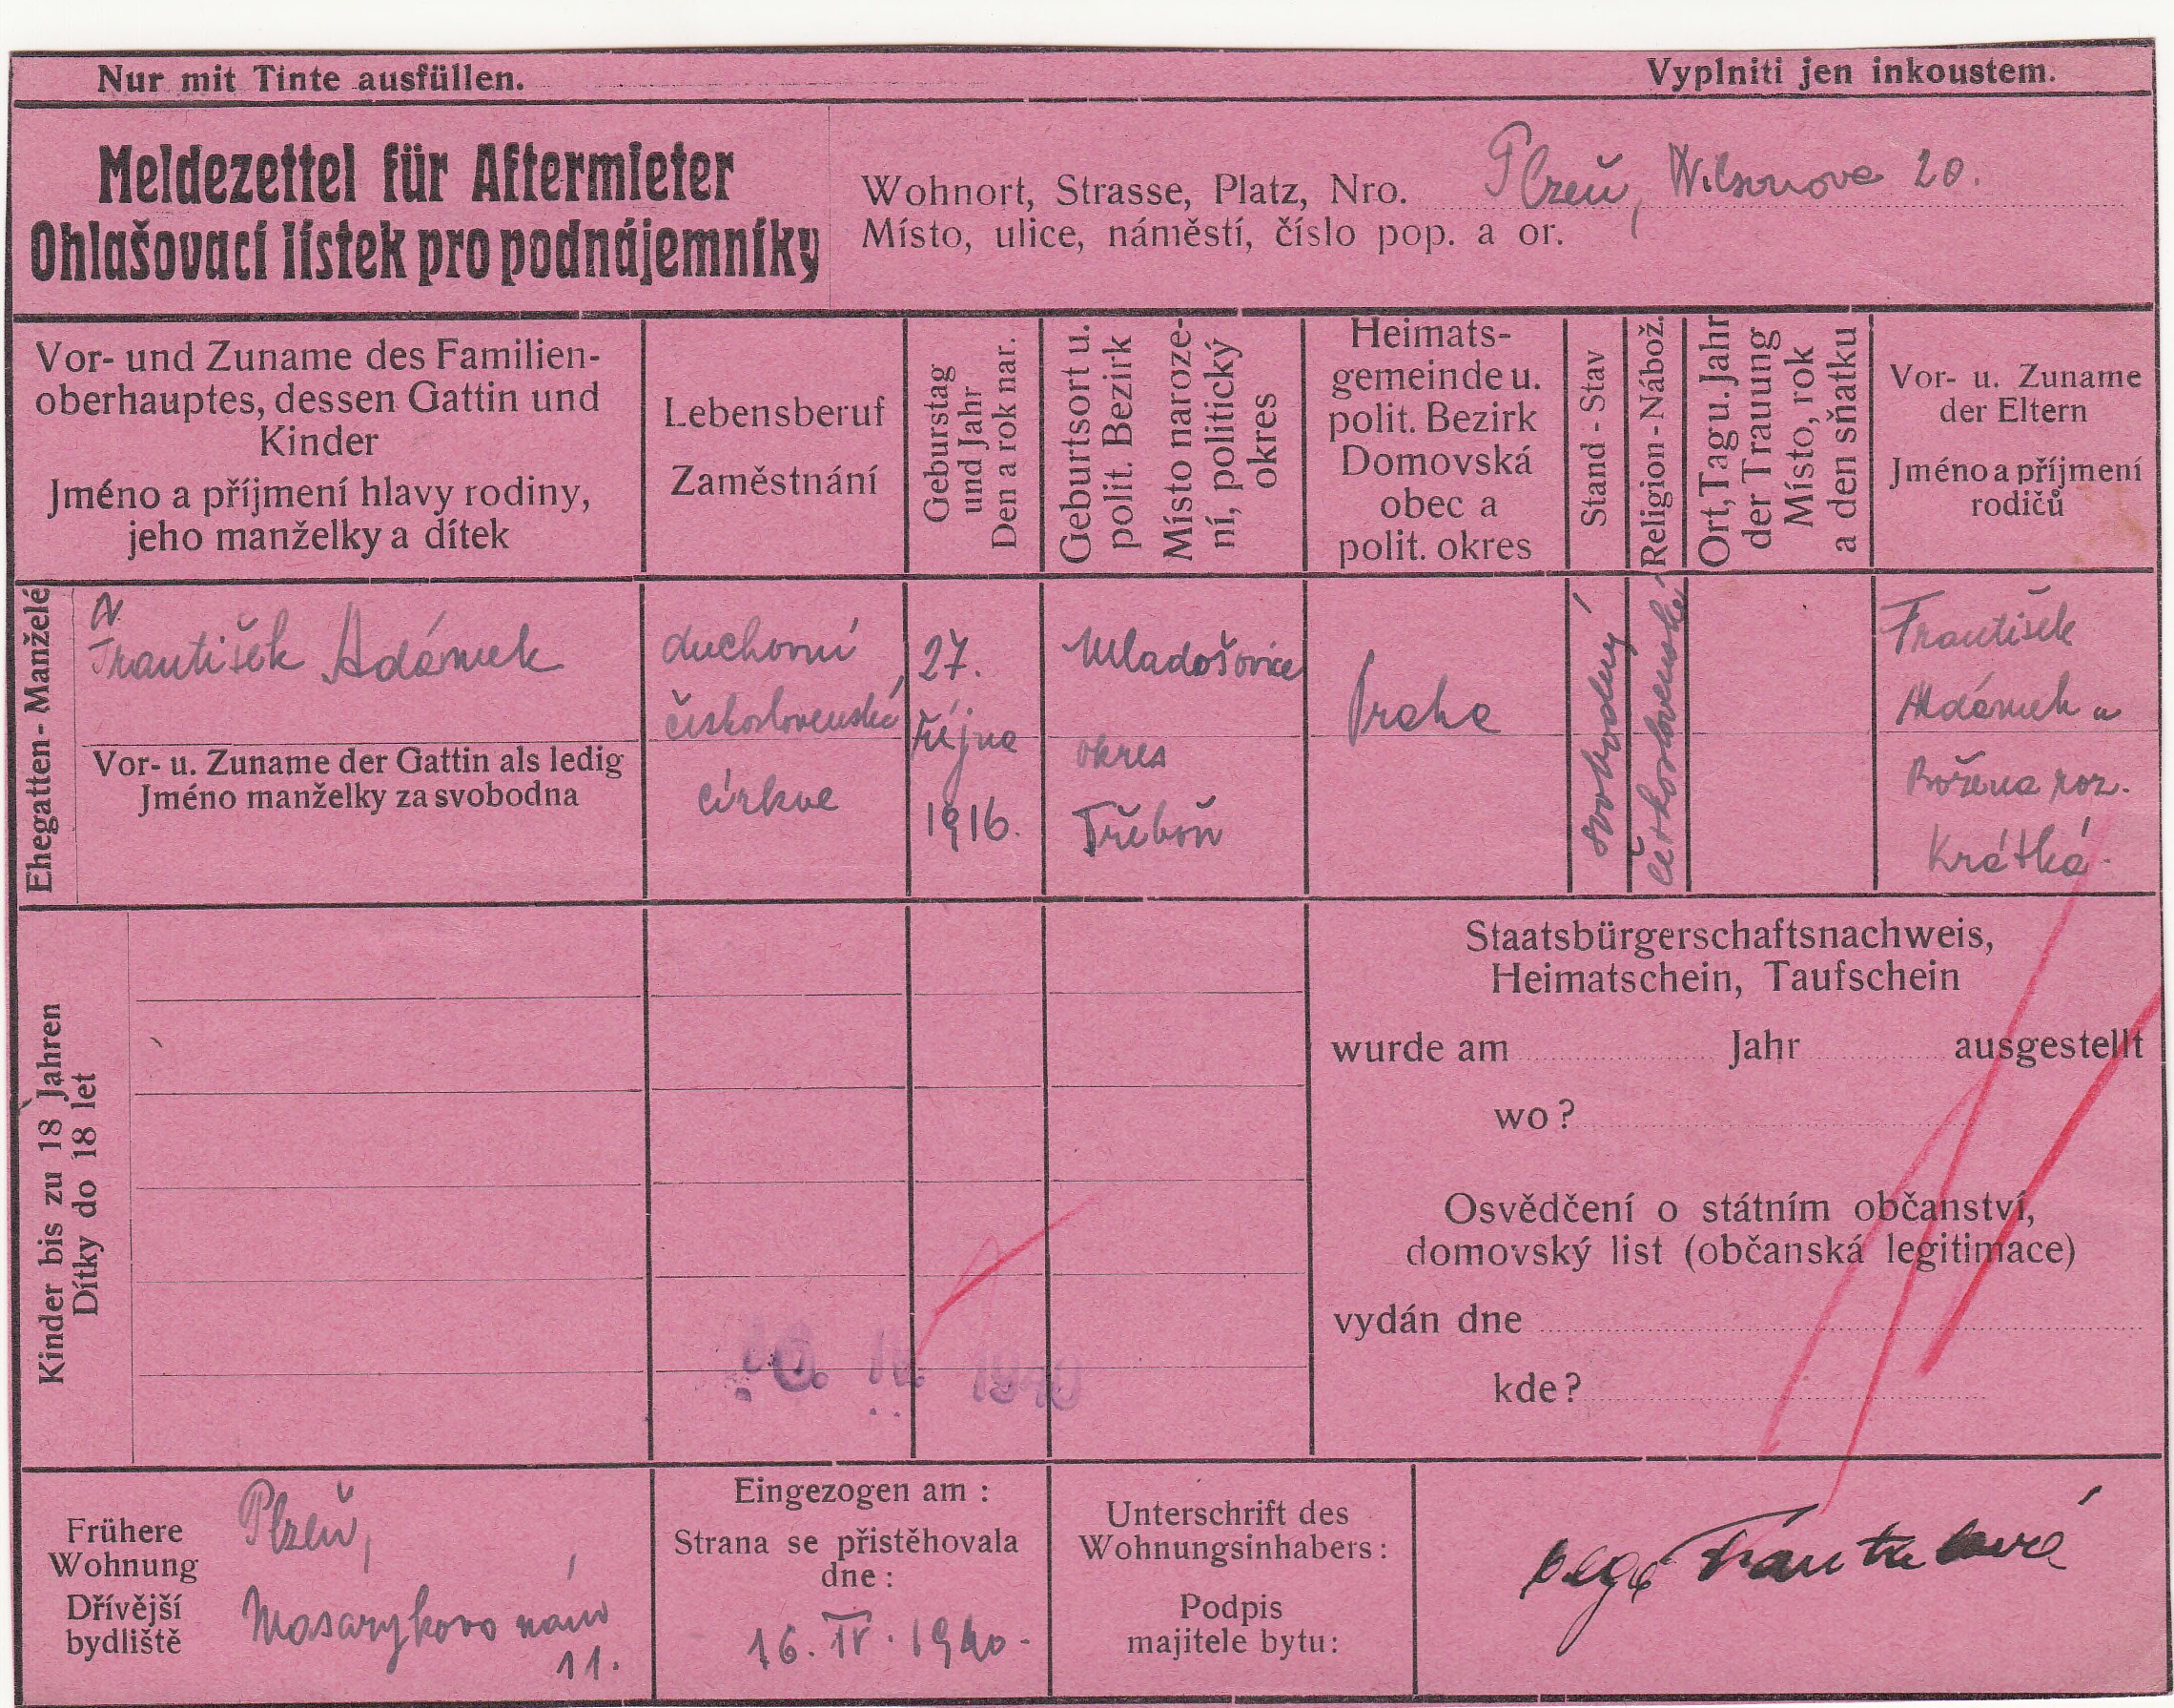 Nur mit Tinte ausfüllen.
Vyplniti jen inkoustem.
Meldezettel für Aftermieter
Ohlašovací lístek pro podnájemníky
Wohnort, Strasse, Platz, Nro.
Místo, ulice, náměstí, číslo pop. a or.
Plzeň, Wilsonova 20.
Vor- und Zuname des Familien-
oberhauptes, dessen Gattin und
Kinder
Jméno a příjmení hlavy rodiny,
jeho manželky a dítek
Lebensberuf
Zaměstnání
Geburstag
und Jahr
Den a rok nar.
Geburtsort u.
polit. Bezirk
Místo naroze-
ní, politický
okres
Heimats-
gemeinde u.
polit. Bezirk
Domovská
obec a
polit. okres
Stand - Stav
Religion - Nábož.
Ort, Tag u. Jahr
der Trauung
Místo, rok
a den sňatku
Vor- u. Zuname
der Eltern
Jméno a příjmení
rodičů
Ehegatten - Manželé
František Adámek
Vor- u. Zuname der Gattin als ledig
Jméno manželky za svobodna
duchovní
československé
církve
27.
října
1916.
Mladošovice
okres
Třeboň
Praha
svobodný
československé
František
Adámek a
Božena roz.
Krátká.
Kinder bis zu 18 Jahren
Dítky do 18 let
IV. 1940
Staatsbürgerschaftsnachweis,
Heimatschein, Taufschein
wurde am Jahr ausgestellt
wo?
Osvědčení o státním občanství,
domovský list (občanská legitimace)
vydán dne
kde?
Frühere
Wohnung
Dřívější
bydliště
Plzeň,
Masarykovo nám
11.
Eingezogen am:
Strana se přistěhovala
dne:
16. IV. 1940.
Unterschrift des
Wohnungsinhabers:
Podpis
majitele bytu: